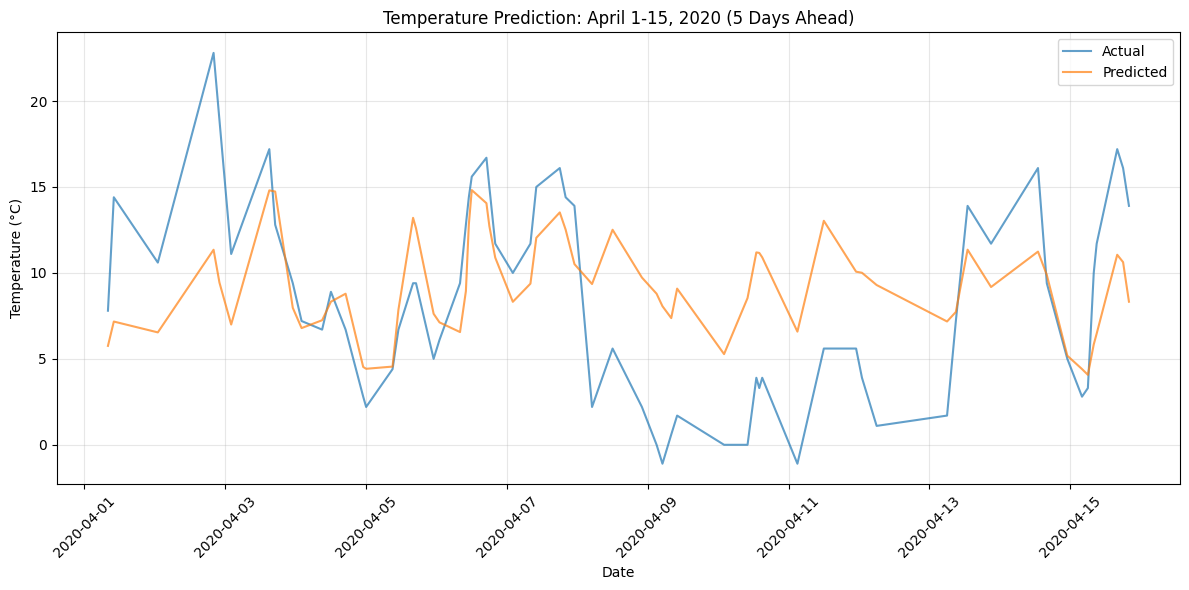 Temperature Prediction: April 1-15, 2020 (5 Days Ahead)
Actual
Predicted
Temperature (°C)
20
15
10
5
0
2020-04-01
2020-04-03
2020-04-05
2020-04-07
2020-04-09
2020-04-11
2020-04-13
2020-04-15
Date